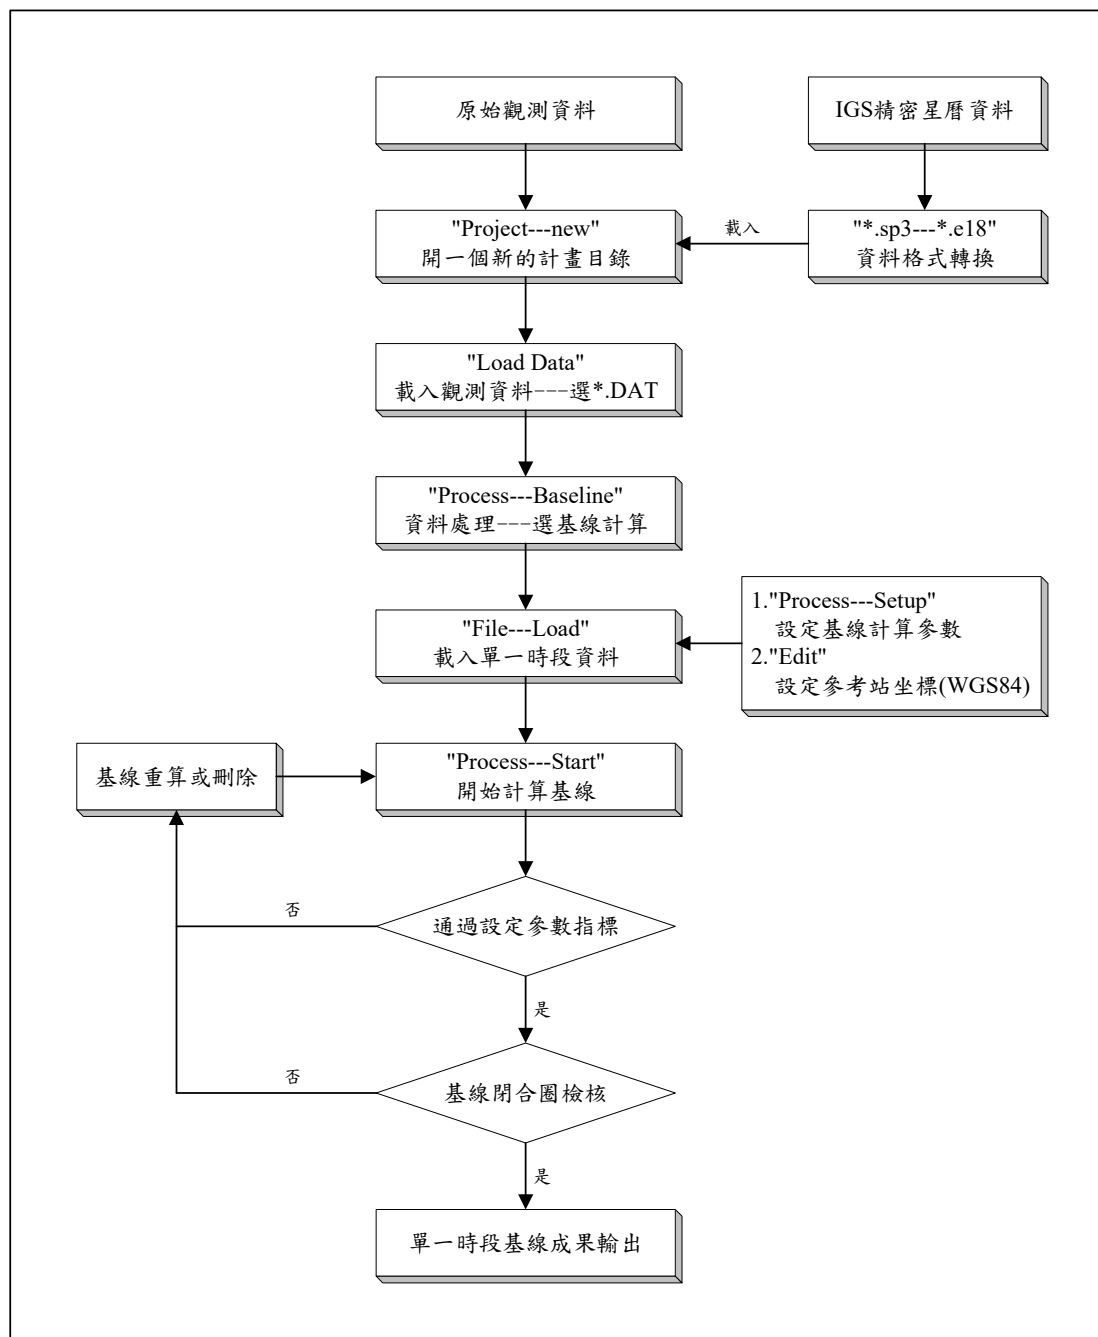 原始觀測資料
IGS精密星曆資料
"Project---new"
開一個新的計畫目錄
載入
"*.sp3---*.e18"
資料格式轉換
"Load Data"
載入觀測資料---選*.DAT
"Process---Baseline"
資料處理---選基線計算
"File---Load"
載入單一時段資料
1."Process---Setup"
設定基線計算參數
2."Edit"
設定參考站坐標(WGS84)
基線重算或刪除
"Process---Start"
開始計算基線
否
通過設定參數指標
是
否
基線閉合圈檢核
是
單一時段基線成果輸出